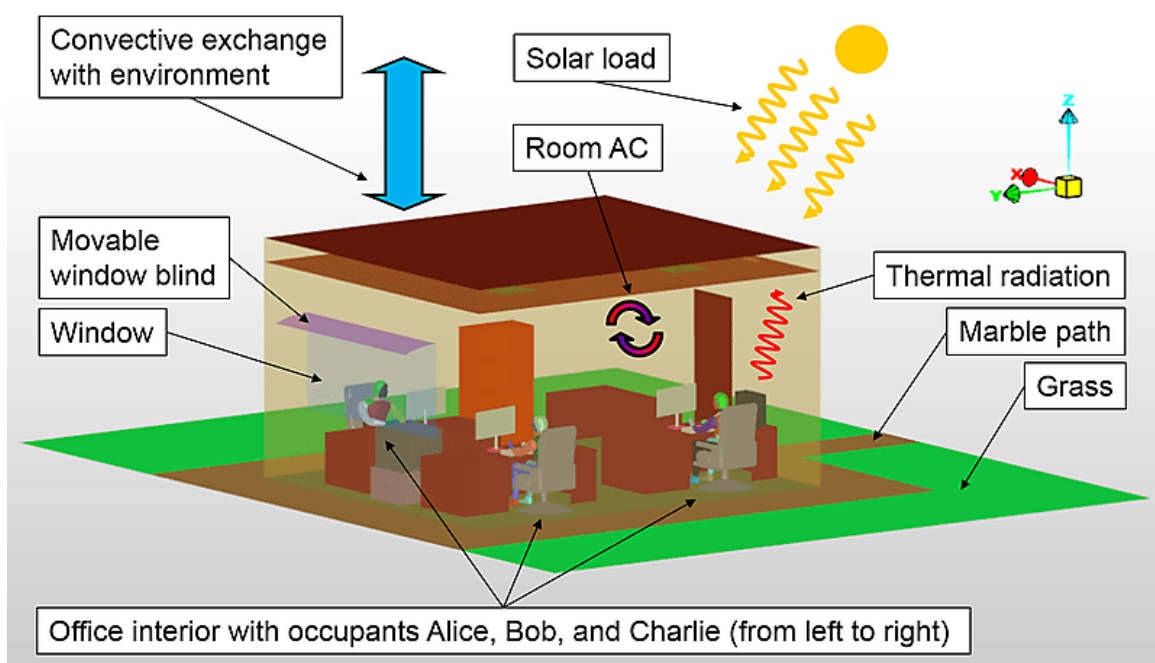 Convective exchange
with environment
Solar load
Z
Room AC
X
Y
Movable
window blind
Thermal radiation
Window
Marble path
Grass
Office interior with occupants Alice, Bob, and Charlie (from left to right)